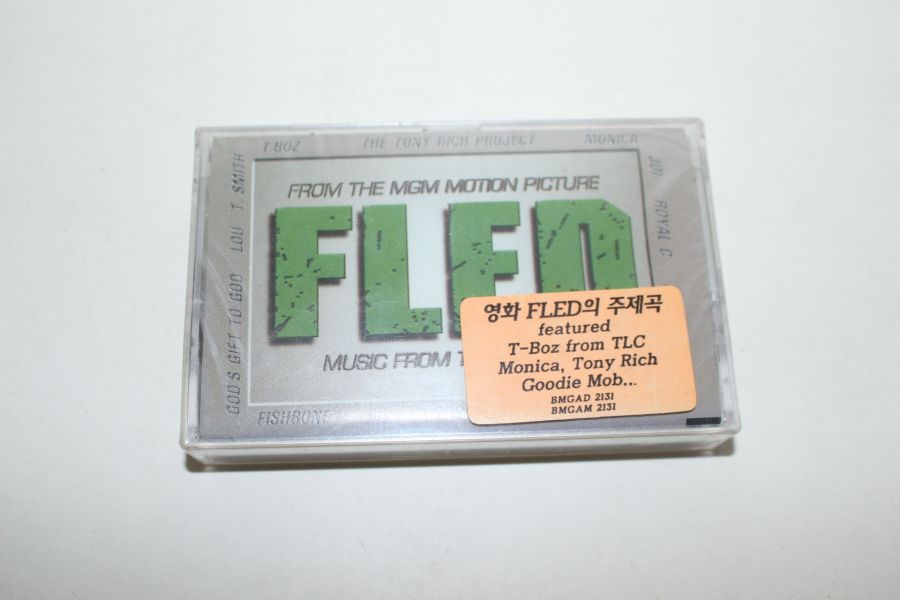 T BOZ THE TONY RICH PROJECT MONICA
JOI ROYAL C
GOD'S GIFT TO GOD LOU T. SMITH
FROM THE MGM MOTION PICTURE
FLED
MUSIC FROM
영화 FLED의 주제곡
featured
T-Boz from TLC
Monica, Tony Rich
Goodie Mob...
BMGAD 2131
BMGAM 2131
FISHBONE